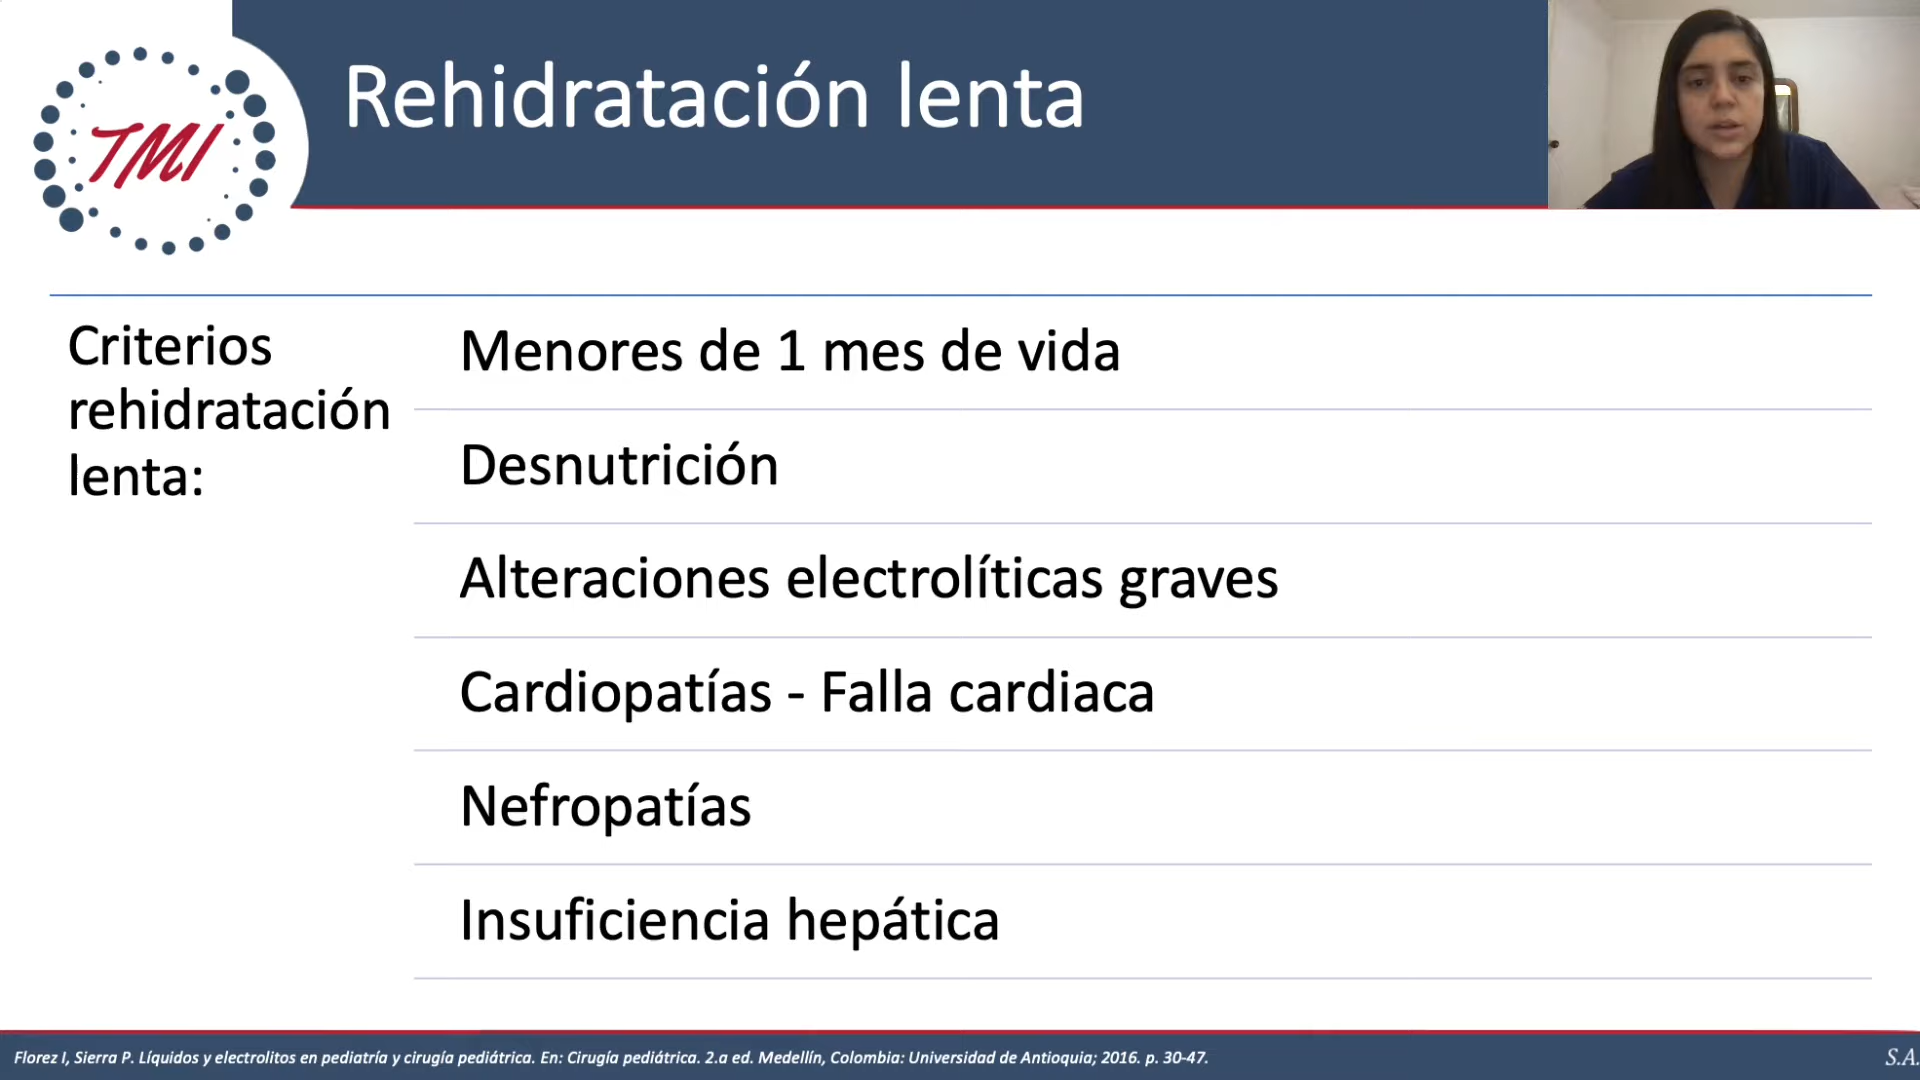 TMI
Rehidratación lenta
Criterios
rehidratación
lenta:
Menores de 1 mes de vida
Desnutrición
Alteraciones electrolíticas graves
Cardiopatías - Falla cardiaca
Nefropatías
Insuficiencia hepática
Florez I, Sierra P. Líquidos y electrolitos en pediatría y cirugía pediátrica. En: Cirugía pediátrica. 2.a ed. Medellín, Colombia: Universidad de Antioquia; 2016. p. 30-47.
S.A.